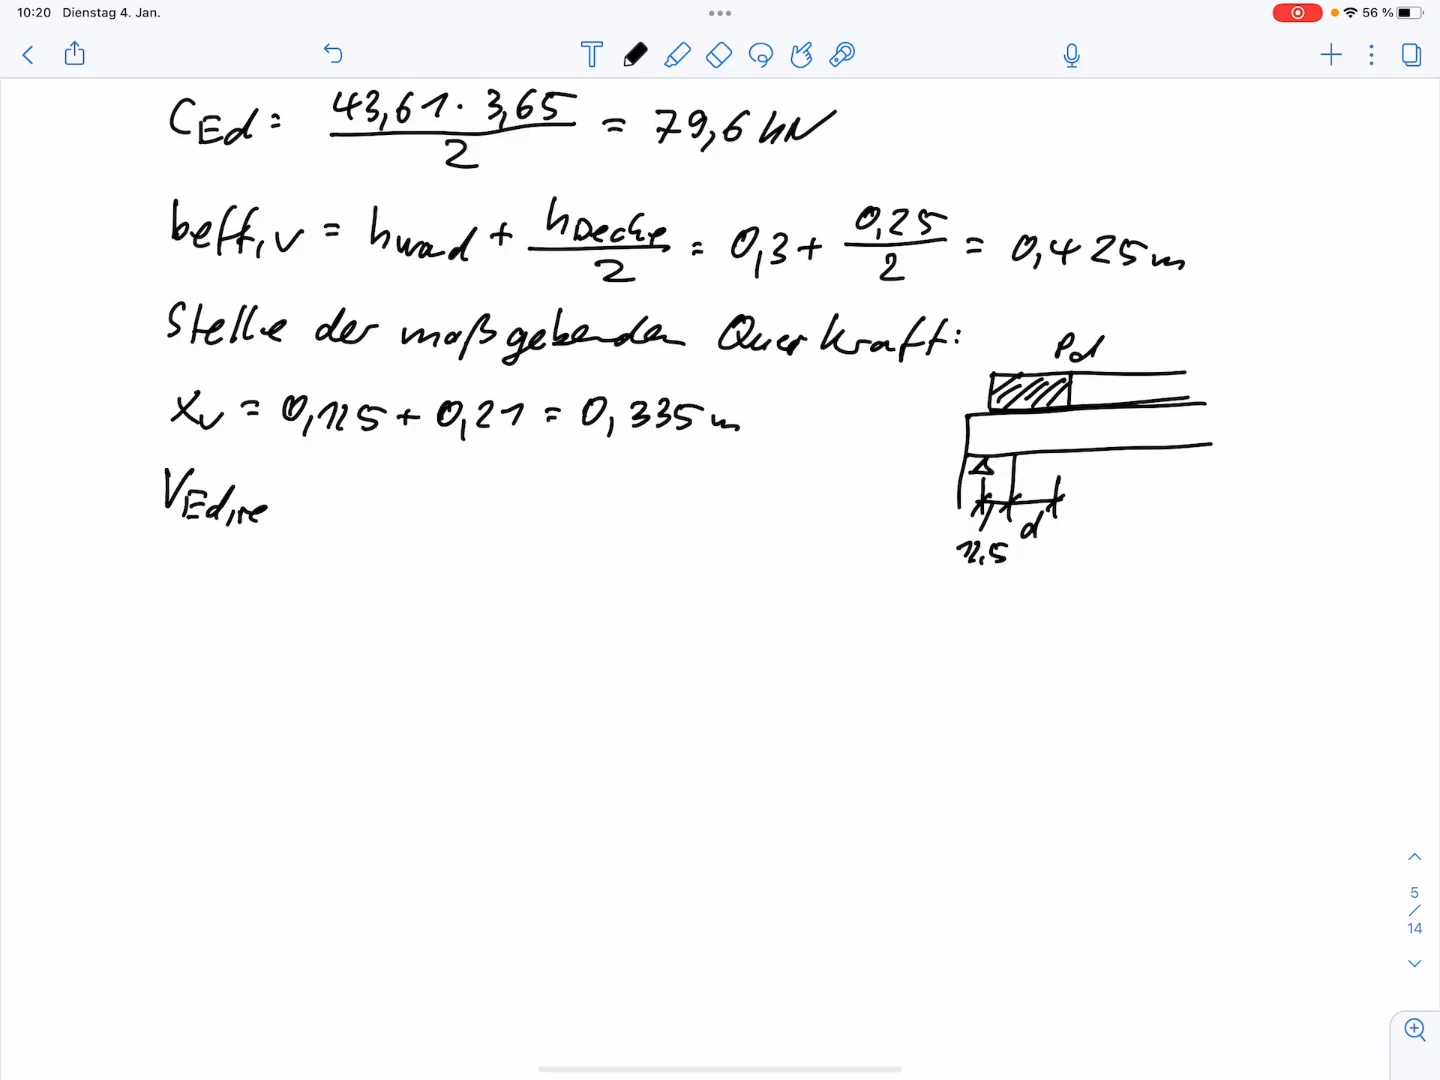 10:20 Dienstag 4. Jan.
56 %
C_Ed = 43,61 · 3,65 / 2 = 79,6 kN
beff,v = hwand + hDecke / 2 = 0,3 + 0,25 / 2 = 0,425 m
Stelle der maßgebenden Querkraft:
Pd
xv = 0,125 + 0,21 = 0,335 m
VEd,re
d
12,5
5
/
14